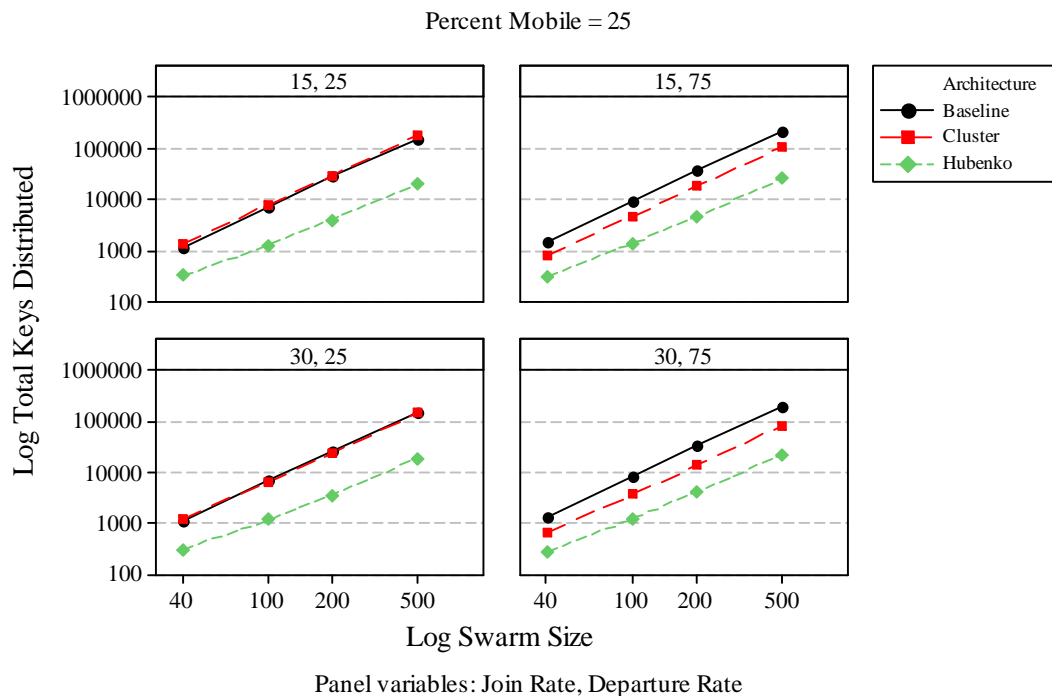 Percent Mobile = 25
15, 25
15, 75
Architecture
Baseline
Cluster
Hubenko
1000000
100000
10000
1000
100
30, 25
30, 75
1000000
100000
10000
1000
100
Log Total Keys Distributed
40 100 200 500
40 100 200 500
Log Swarm Size
Panel variables: Join Rate, Departure Rate